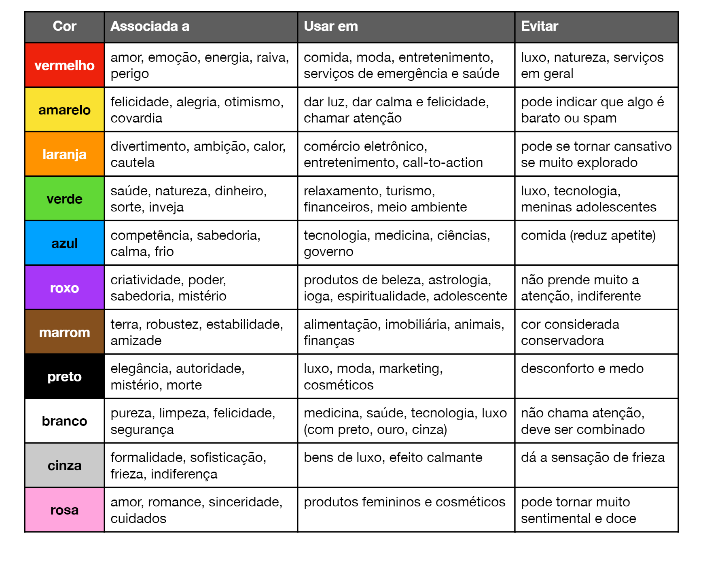 Cor Associada a Usar em Evitar
vermelho amor, emoção, energia, raiva, comida, moda, entretenimento, luxo, natureza, serviços
perigo serviços de emergência e saúde em geral
amarelo felicidade, alegria, otimismo, dar luz, dar calma e felicidade, pode indicar que algo é
covardia chamar atenção barato ou spam
laranja divertimento, ambição, calor, comércio eletrônico, pode se tornar cansativo
cautela entretenimento, call-to-action se muito explorado
verde saúde, natureza, dinheiro, relaxamento, turismo, luxo, tecnologia,
sorte, inveja financeiros, meio ambiente meninas adolescentes
azul competência, sabedoria, tecnologia, medicina, ciências, comida (reduz apetite)
calma, frio governo
roxo criatividade, poder, produtos de beleza, astrologia, não prende muito a
sabedoria, mistério ioga, espiritualidade, adolescente atenção, indiferente
marrom terra, robustez, estabilidade, alimentação, imobiliária, animais, cor considerada
amizade finanças conservadora
preto elegância, autoridade, luxo, moda, marketing, desconforto e medo
mistério, morte cosméticos
branco pureza, limpeza, felicidade, medicina, saúde, tecnologia, luxo não chama atenção,
segurança (com preto, ouro, cinza) deve ser combinado
cinza formalidade, sofisticação, bens de luxo, efeito calmante dá a sensação de frieza
frieza, indiferença
rosa amor, romance, sinceridade, produtos femininos e cosméticos pode tornar muito
cuidados sentimental e doce